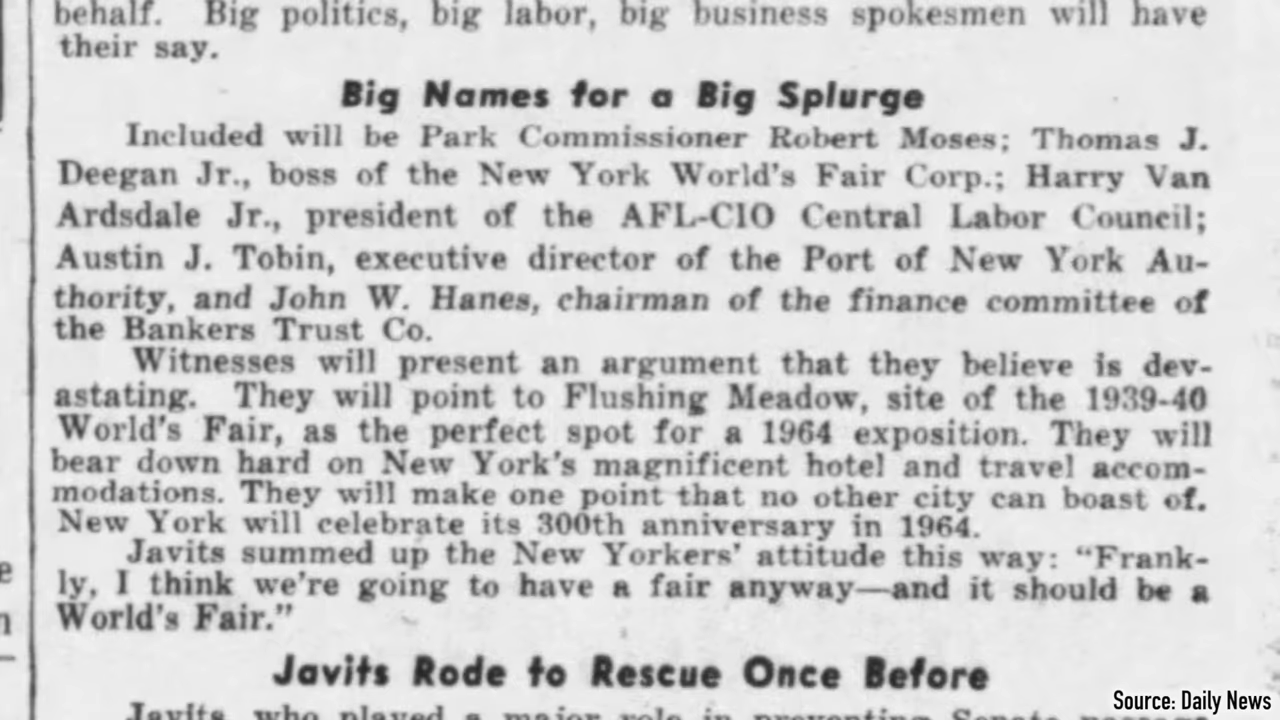 behalf. Big politics, big labor, big business spokesmen will have
their say.
Big Names for a Big Splurge
Included will be Park Commissioner Robert Moses; Thomas J.
Deegan Jr., boss of the New York World's Fair Corp.; Harry Van
Ardsdale Jr., president of the AFL-CIO Central Labor Council;
Austin J. Tobin, executive director of the Port of New York Au-
thority, and John W. Hanes, chairman of the finance committee of
the Bankers Trust Co.
Witnesses will present an argument that they believe is dev-
astating. They will point to Flushing Meadow, site of the 1939-40
World's Fair, as the perfect spot for a 1964 exposition. They will
bear down hard on New York's magnificent hotel and travel accom-
modations. They will make one point that no other city can boast of.
New York will celebrate its 300th anniversary in 1964.
Javits summed up the New Yorkers' attitude this way: "Frank-
ly, I think we're going to have a fair anyway—and it should be a
World's Fair."
Javits Rode to Rescue Once Before
Javits, who played a major role in preventing Senate
Source: Daily News